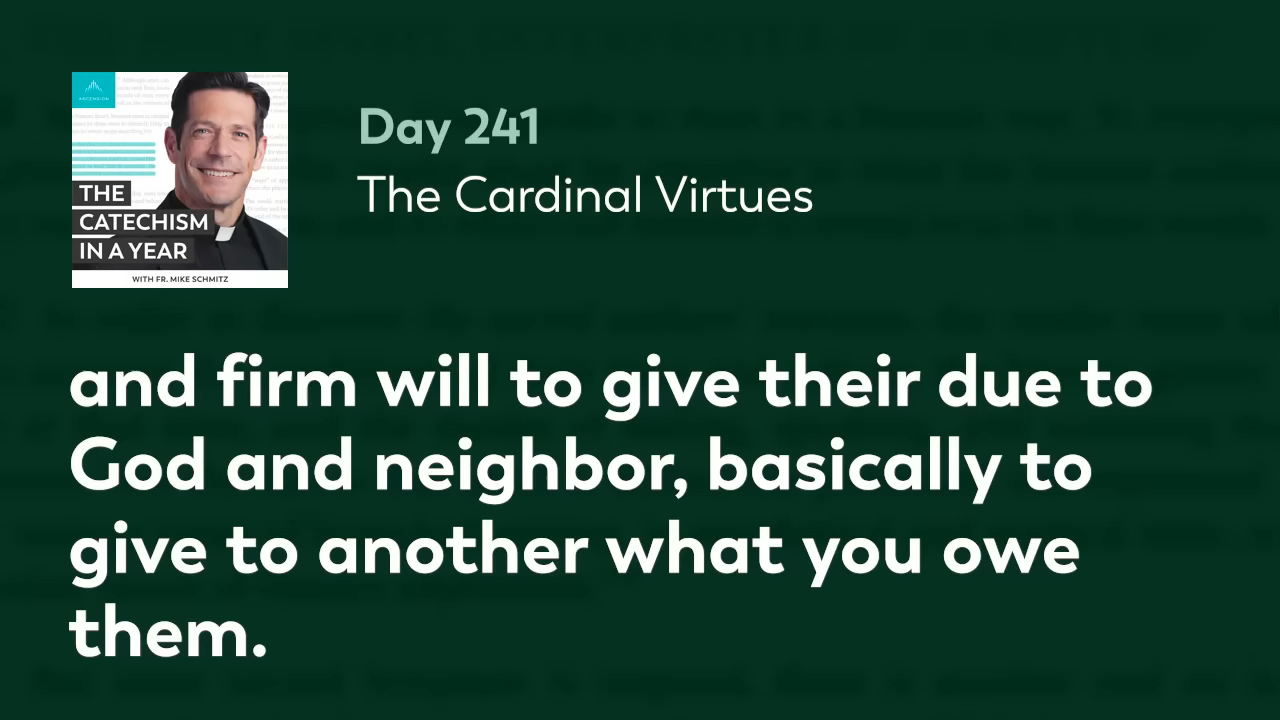 ASCENSION
THE
CATECHISM
IN A YEAR
WITH FR. MIKE SCHMITZ
Day 241
The Cardinal Virtues
and firm will to give their due to
God and neighbor, basically to
give to another what you owe
them.